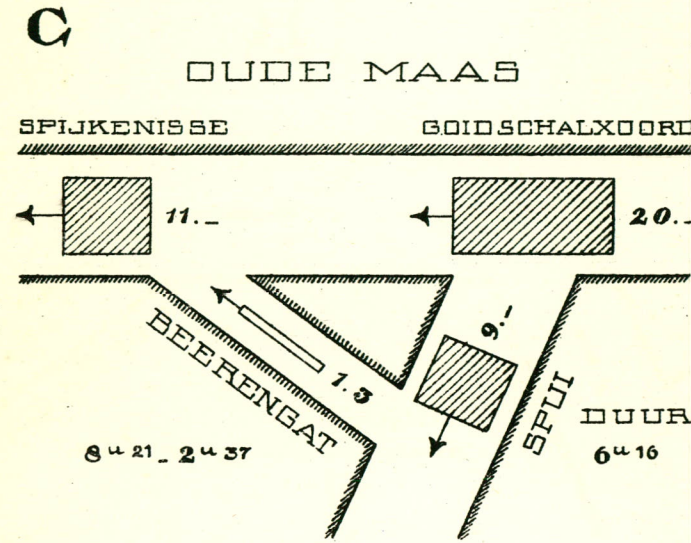 C
OUDE MAAS
SPIJKENISSE GOIDSCHALXOORD
11._ 20._
9._
BEERENGAT 1.3 SPUI DUUR
8ᵘ 21 _ 2ᵘ 37 6ᵘ 16